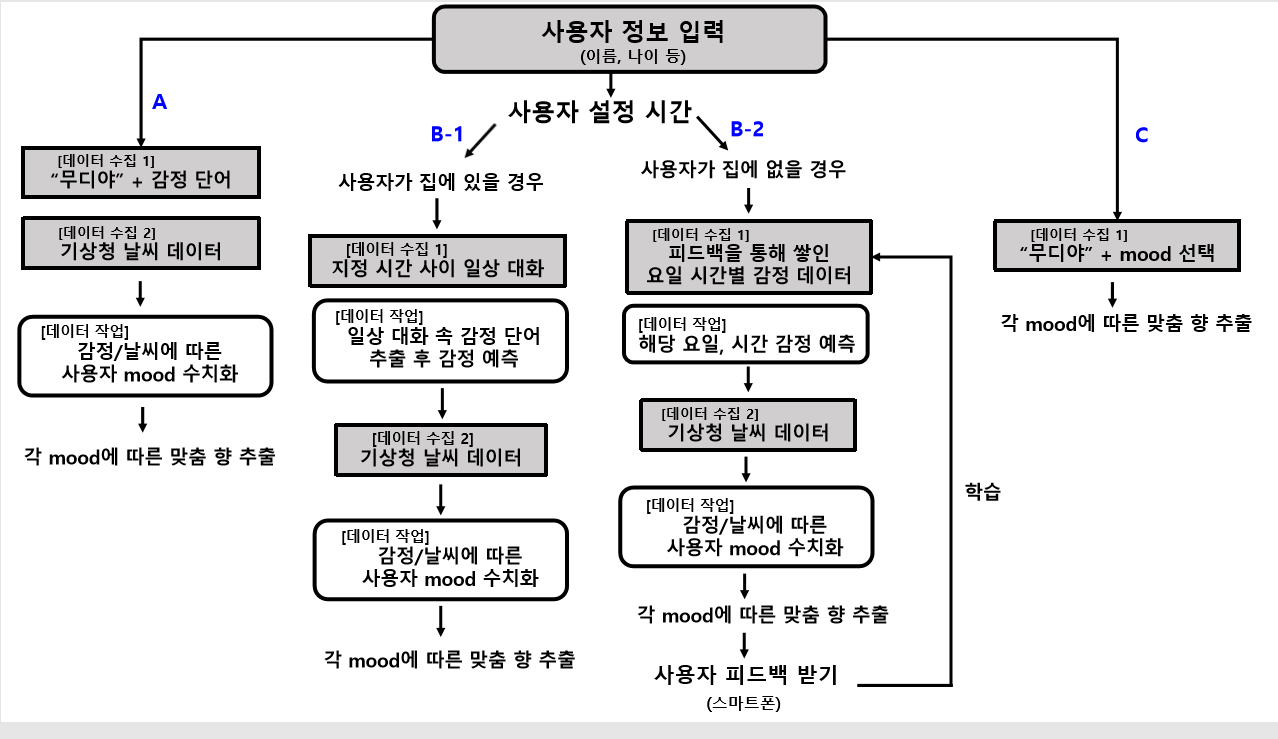 사용자 정보 입력
(이름, 나이 등)
사용자 설정 시간
A
[데이터 수집 1]
“무디야” + 감정 단어
[데이터 수집 2]
기상청 날씨 데이터
[데이터 작업]
감정/날씨에 따른
사용자 mood 수치화
각 mood에 따른 맞춤 향 추출
B-1
사용자가 집에 있을 경우
[데이터 수집 1]
지정 시간 사이 일상 대화
[데이터 작업]
일상 대화 속 감정 단어
추출 후 감정 예측
[데이터 수집 2]
기상청 날씨 데이터
[데이터 작업]
감정/날씨에 따른
사용자 mood 수치화
각 mood에 따른 맞춤 향 추출
B-2
사용자가 집에 없을 경우
[데이터 수집 1]
피드백을 통해 쌓인
요일 시간별 감정 데이터
[데이터 작업]
해당 요일, 시간 감정 예측
[데이터 수집 2]
기상청 날씨 데이터
[데이터 작업]
감정/날씨에 따른
사용자 mood 수치화
각 mood에 따른 맞춤 향 추출
사용자 피드백 받기
(스마트폰)
학습
C
[데이터 수집 1]
“무디야” + mood 선택
각 mood에 따른 맞춤 향 추출